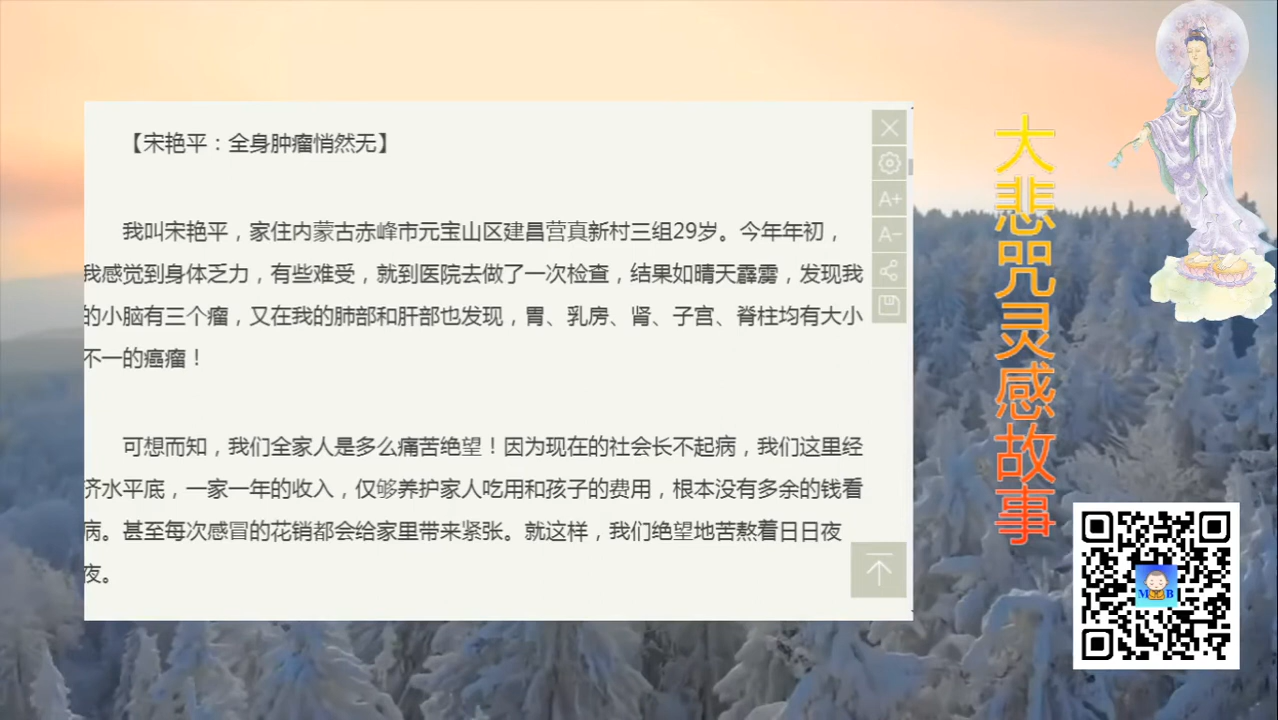 【宋艳平：全身肿瘤悄然无】
我叫宋艳平，家住内蒙古赤峰市元宝山区建昌营真新村三组29岁。今年年初，
我感觉到身体乏力，有些难受，就到医院去做了一次检查，结果如晴天霹雳，发现我
的小脑有三个瘤，又在我的肺部和肝部也发现，胃、乳房、肾、子宫、脊柱均有大小
不一的癌瘤！
可想而知，我们全家人是多么痛苦绝望！因为现在的社会长不起病，我们这里经
济水平底，一家一年的收入，仅够养护家人吃用和孩子的费用，根本没有多余的钱看
病。甚至每次感冒的花销都会给家里带来紧张。就这样，我们绝望地苦熬着日日夜
夜。
A+
A-
大悲咒灵感故事
M B